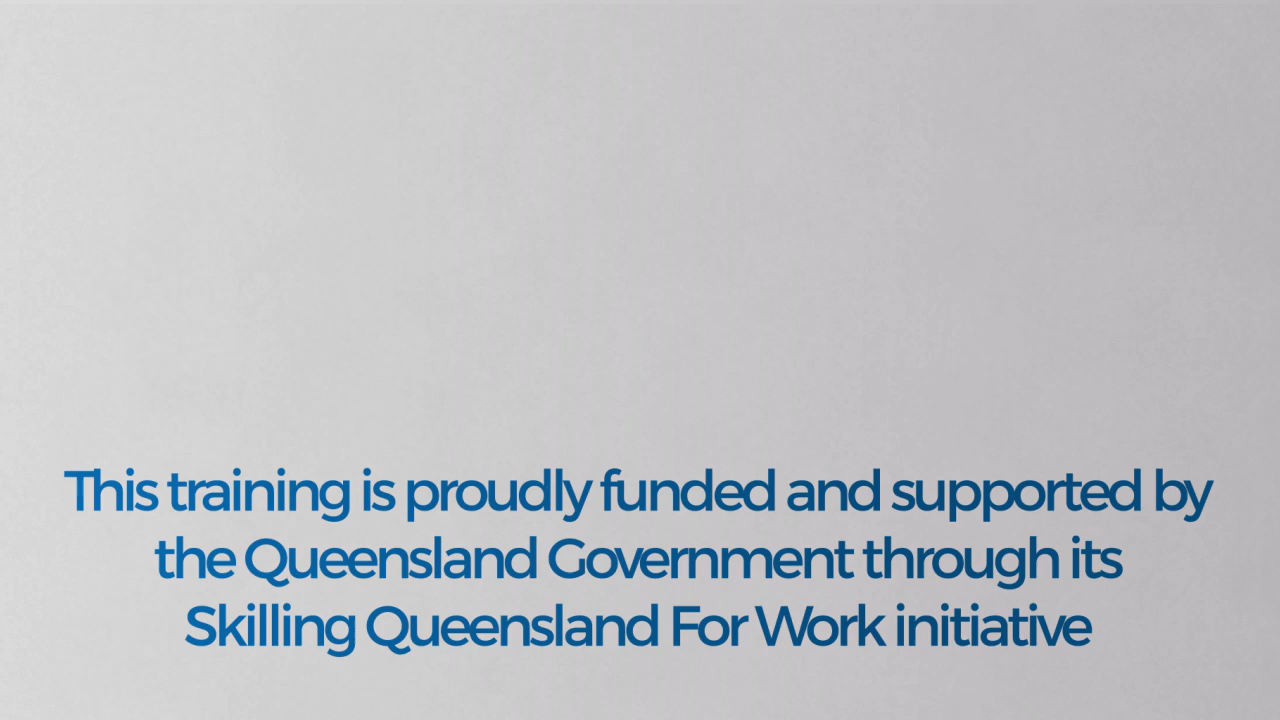 This training is proudly funded and supported by
the Queensland Government through its
Skilling Queensland For Work initiative